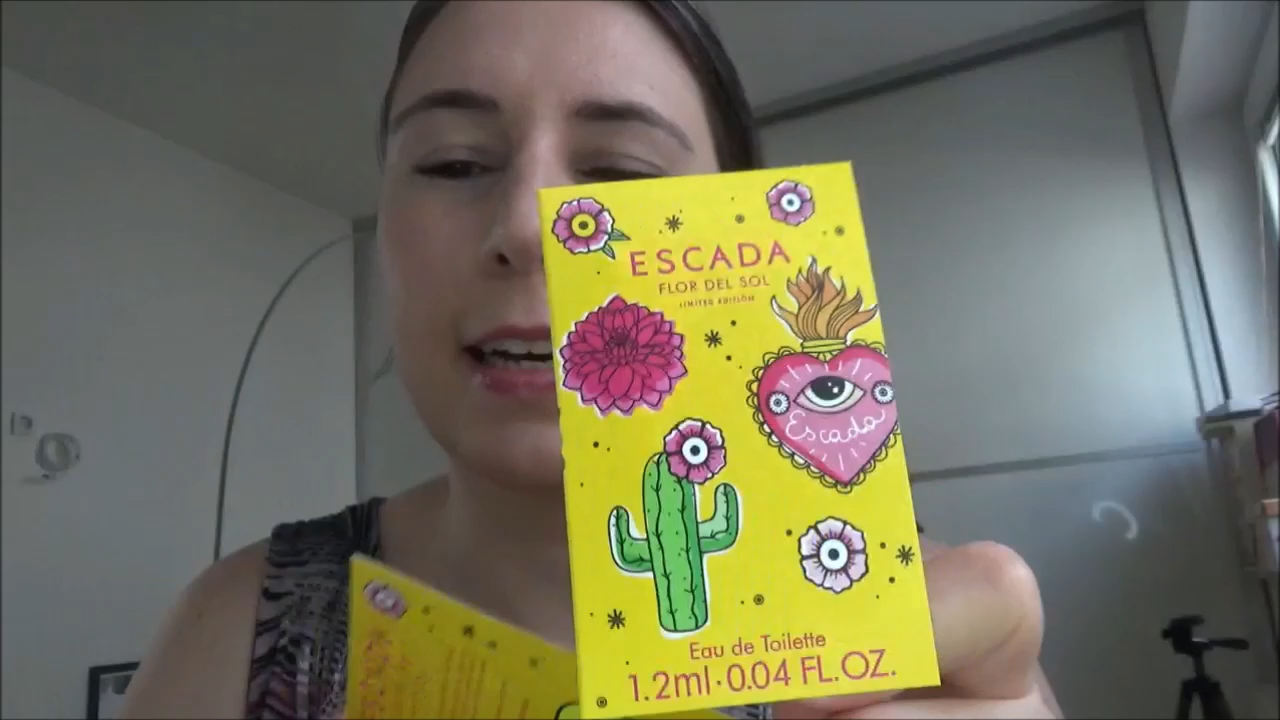 ESCADA
FLOR DEL SOL
LIMITED EDITION
Escada
Eau de Toilette
1.2ml·0.04 FL.OZ.